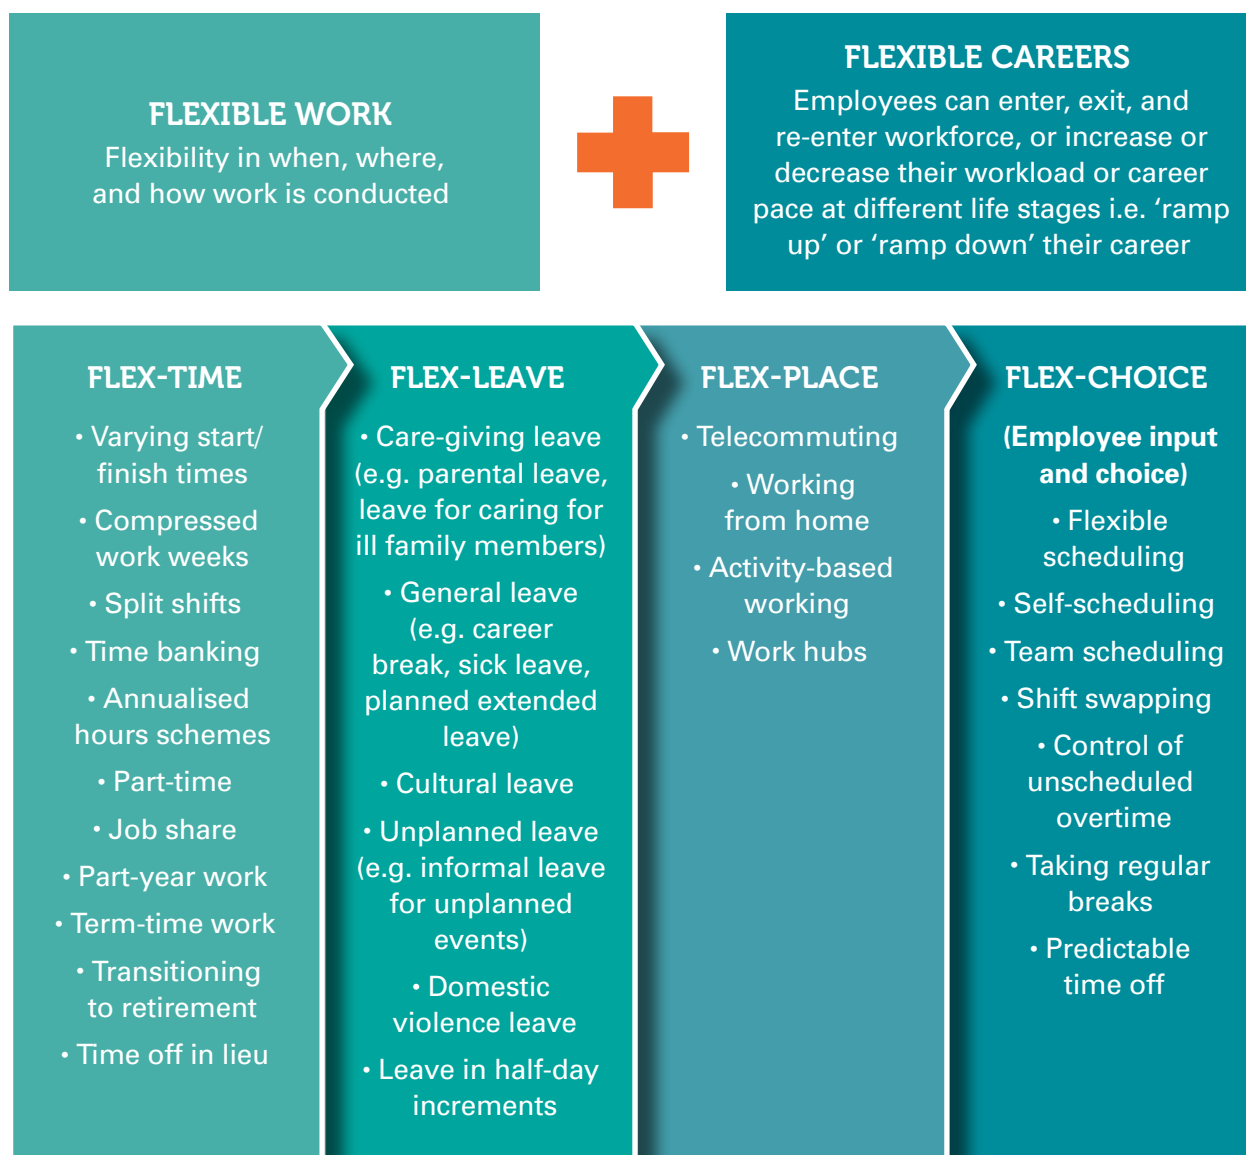 FLEXIBLE WORK
Flexibility in when, where,
and how work is conducted
FLEXIBLE CAREERS
Employees can enter, exit, and
re-enter workforce, or increase or
decrease their workload or career
pace at different life stages i.e. ‘ramp
up’ or ‘ramp down’ their career
FLEX-TIME
• Varying start/
finish times
• Compressed
work weeks
• Split shifts
• Time banking
• Annualised
hours schemes
• Part-time
• Job share
• Part-year work
• Term-time work
• Transitioning
to retirement
• Time off in lieu
FLEX-LEAVE
• Care-giving leave
(e.g. parental leave,
leave for caring for
ill family members)
• General leave
(e.g. career
break, sick leave,
planned extended
leave)
• Cultural leave
• Unplanned leave
(e.g. informal leave
for unplanned
events)
• Domestic
violence leave
• Leave in half-day
increments
FLEX-PLACE
• Telecommuting
• Working
from home
• Activity-based
working
• Work hubs
FLEX-CHOICE
(Employee input
and choice)
• Flexible
scheduling
• Self-scheduling
• Team scheduling
• Shift swapping
• Control of
unscheduled
overtime
• Taking regular
breaks
• Predictable
time off